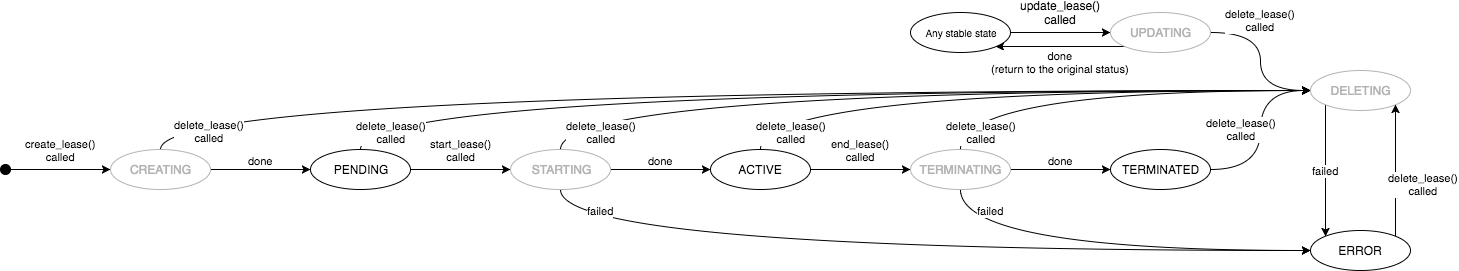 update_lease()
called
delete_lease()
called
Any stable state
UPDATING
done
(return to the original status)
DELETING
create_lease()
called
delete_lease()
called
delete_lease()
called
start_lease()
called
delete_lease()
called
delete_lease()
called
end_lease()
called
delete_lease()
called
delete_lease()
called
CREATING
done
PENDING
STARTING
done
ACTIVE
TERMINATING
done
TERMINATED
failed
delete_lease()
called
failed
failed
ERROR